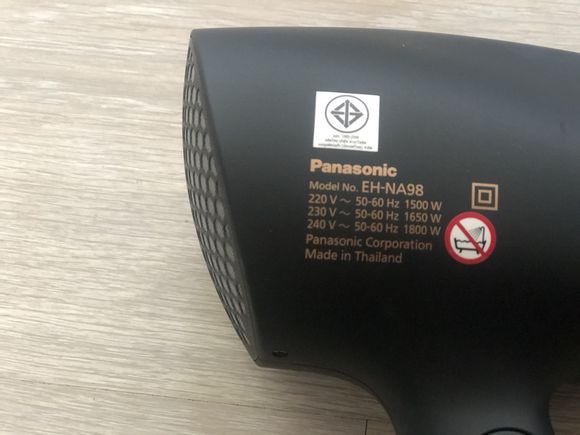 Panasonic
Model No. EH-NA98
220 V ~ 50-60 Hz 1500 W
230 V ~ 50-60 Hz 1650 W
240 V ~ 50-60 Hz 1800 W
Panasonic Corporation
Made in Thailand